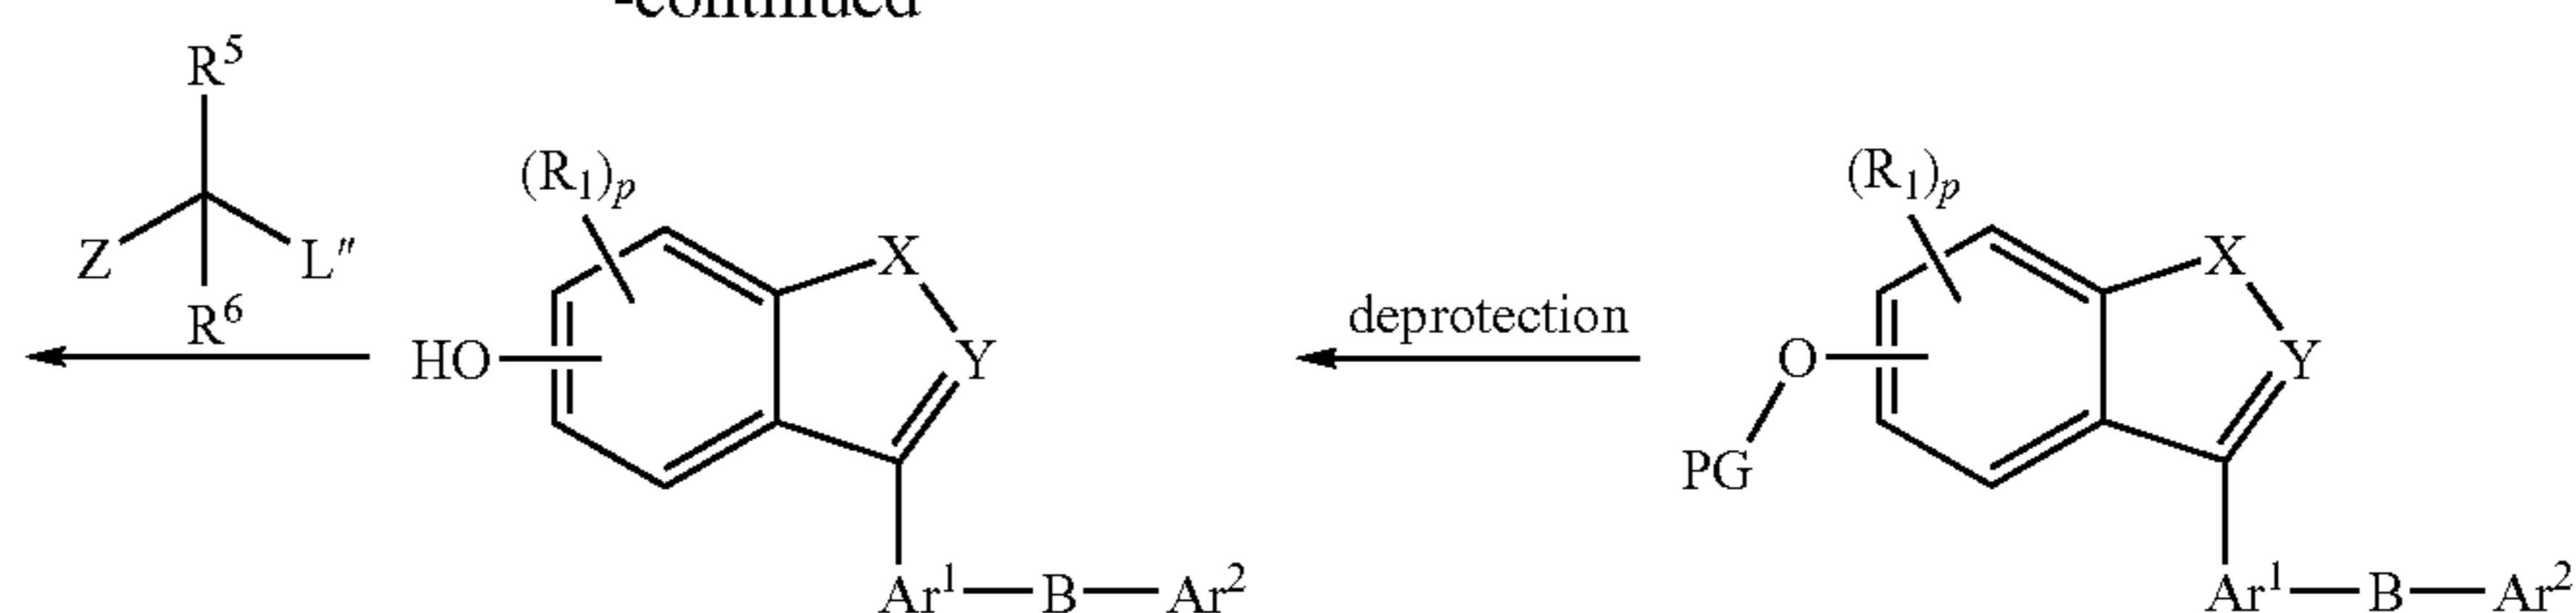 -continued
R⁵
Z L″
R⁶
(R₁)ₚ
X
HO Y
Ar¹ B Ar²
deprotection
(R₁)ₚ
X
O Y
PG
Ar¹ B Ar²